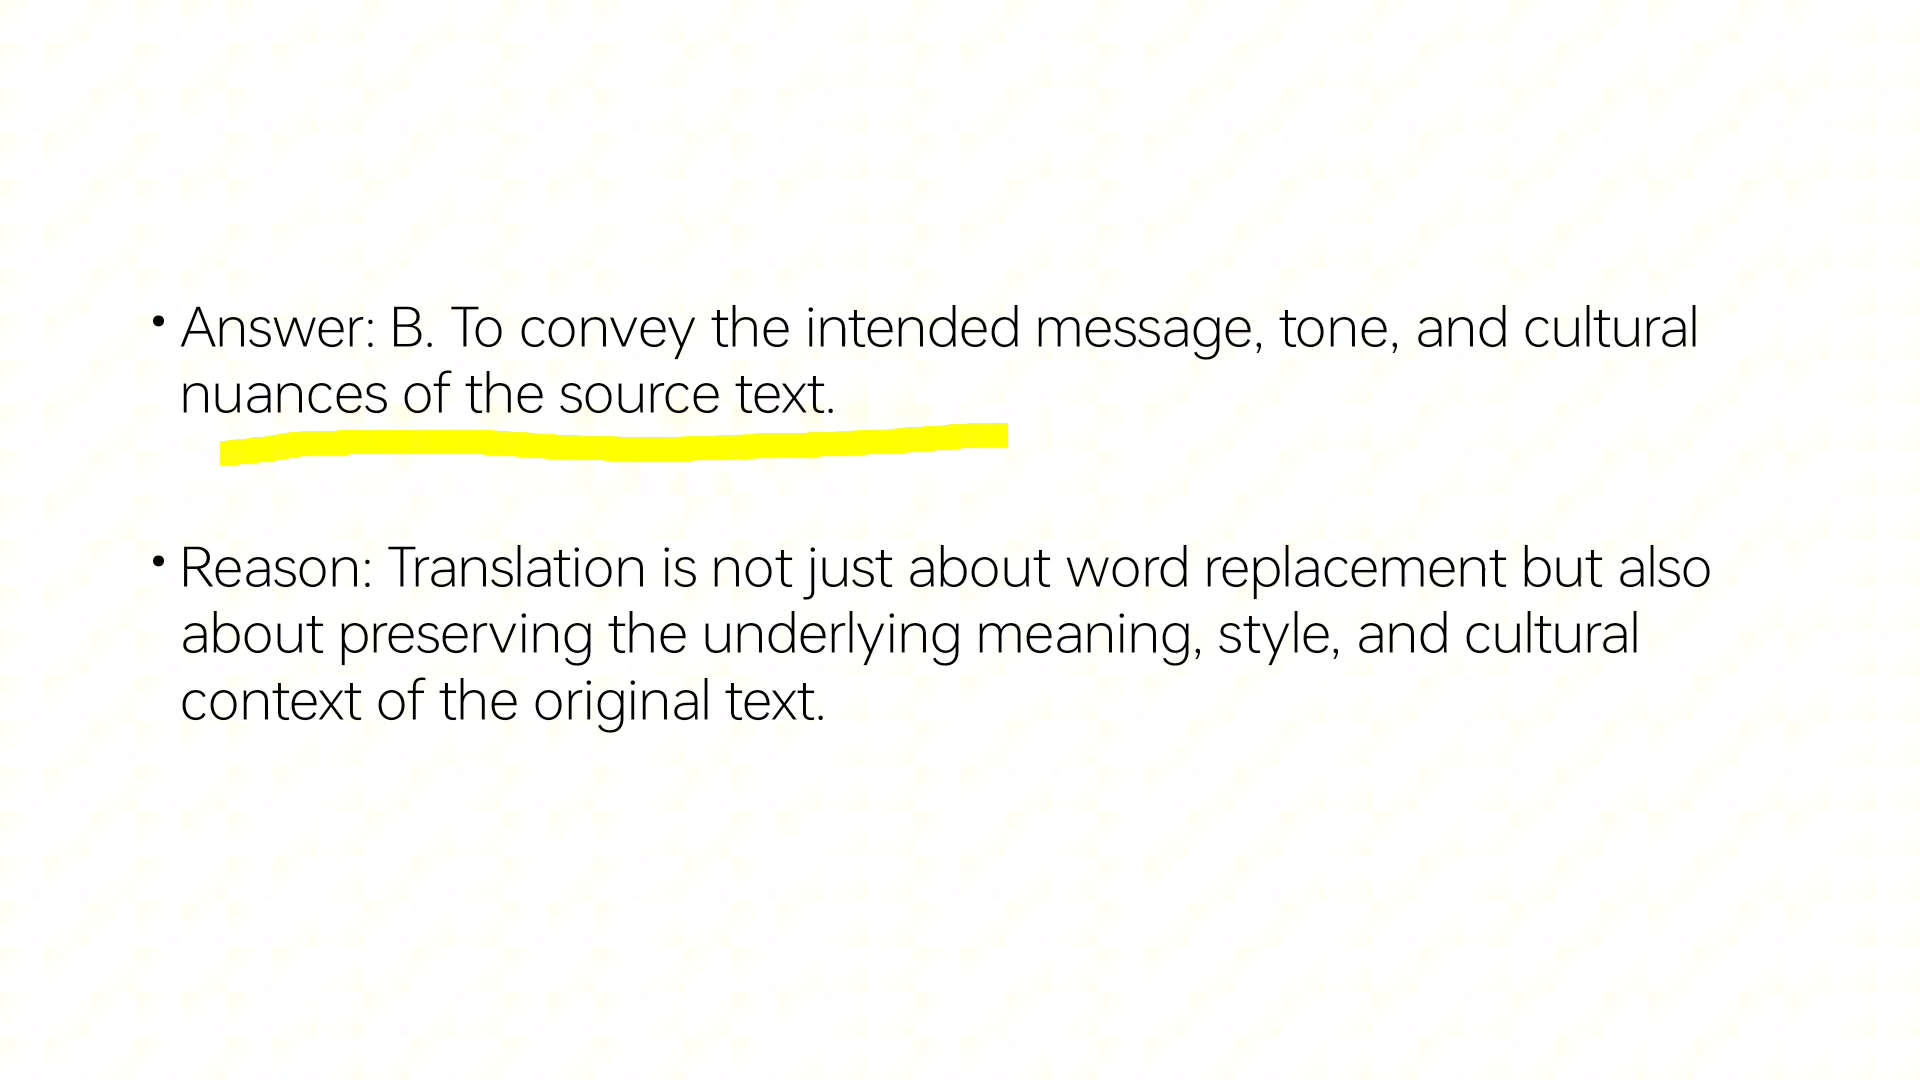 • Answer: B. To convey the intended message, tone, and cultural
nuances of the source text.
• Reason: Translation is not just about word replacement but also
about preserving the underlying meaning, style, and cultural
context of the original text.